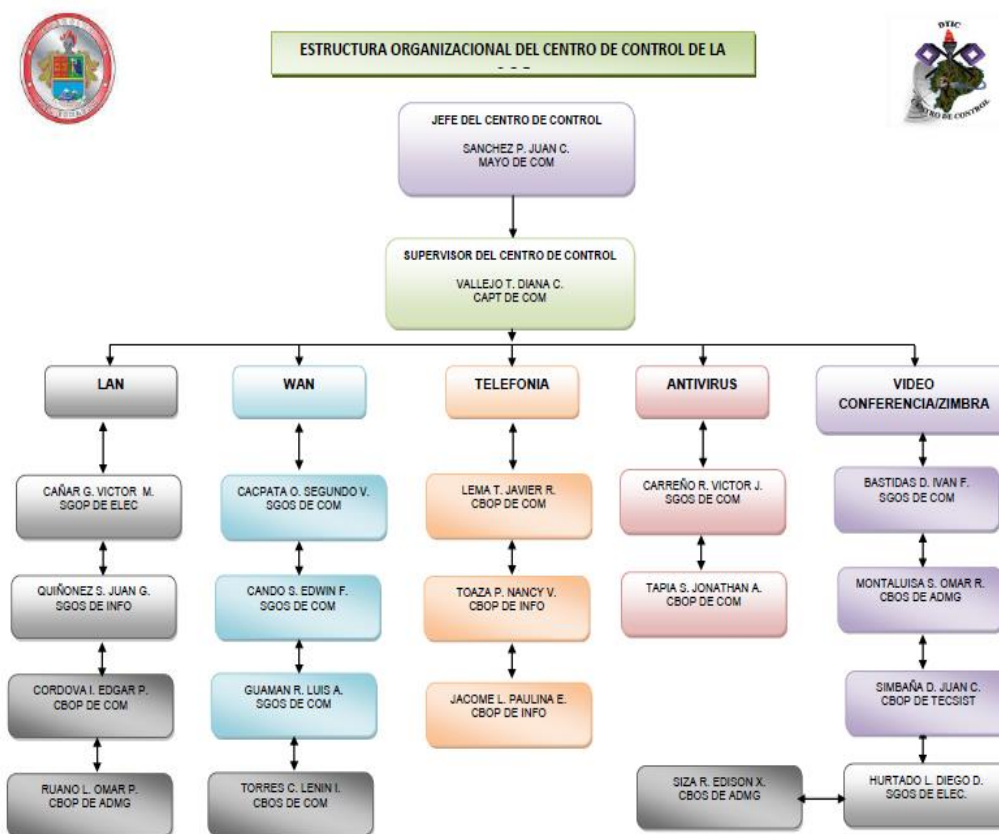 ESTRUCTURA ORGANIZACIONAL DEL CENTRO DE CONTROL DE LA
DTIC
CENTRO DE CONTROL
JEFE DEL CENTRO DE CONTROL
SANCHEZ P. JUAN C.
MAYO DE COM
SUPERVISOR DEL CENTRO DE CONTROL
VALLEJO T. DIANA C.
CAPT DE COM
LAN
CAÑAR G. VICTOR M.
SGOP DE ELEC
QUIÑONEZ S. JUAN G.
SGOS DE INFO
CORDOVA I. EDGAR P.
CBOP DE COM
RUANO L. OMAR P.
CBOP DE ADMG
WAN
CACPATA O. SEGUNDO V.
SGOS DE COM
CANDO S. EDWIN F.
SGOS DE COM
GUAMAN R. LUIS A.
SGOS DE COM
TORRES C. LENIN I.
CBOS DE COM
TELEFONIA
LEMA T. JAVIER R.
CBOP DE COM
TOAZA P. NANCY V.
CBOP DE INFO
JACOME L. PAULINA E.
CBOP DE INFO
ANTIVIRUS
CARREÑO R. VICTOR J.
SGOS DE COM
TAPIA S. JONATHAN A.
CBOP DE COM
VIDEO
CONFERENCIA/ZIMBRA
BASTIDAS D. IVAN F.
SGOS DE COM
MONTALUISA S. OMAR R.
CBOS DE ADMG
SIMBAÑA D. JUAN C.
CBOP DE TECSIST
HURTADO L. DIEGO D.
SGOS DE ELEC.
SIZA R. EDISON X.
CBOS DE ADMG